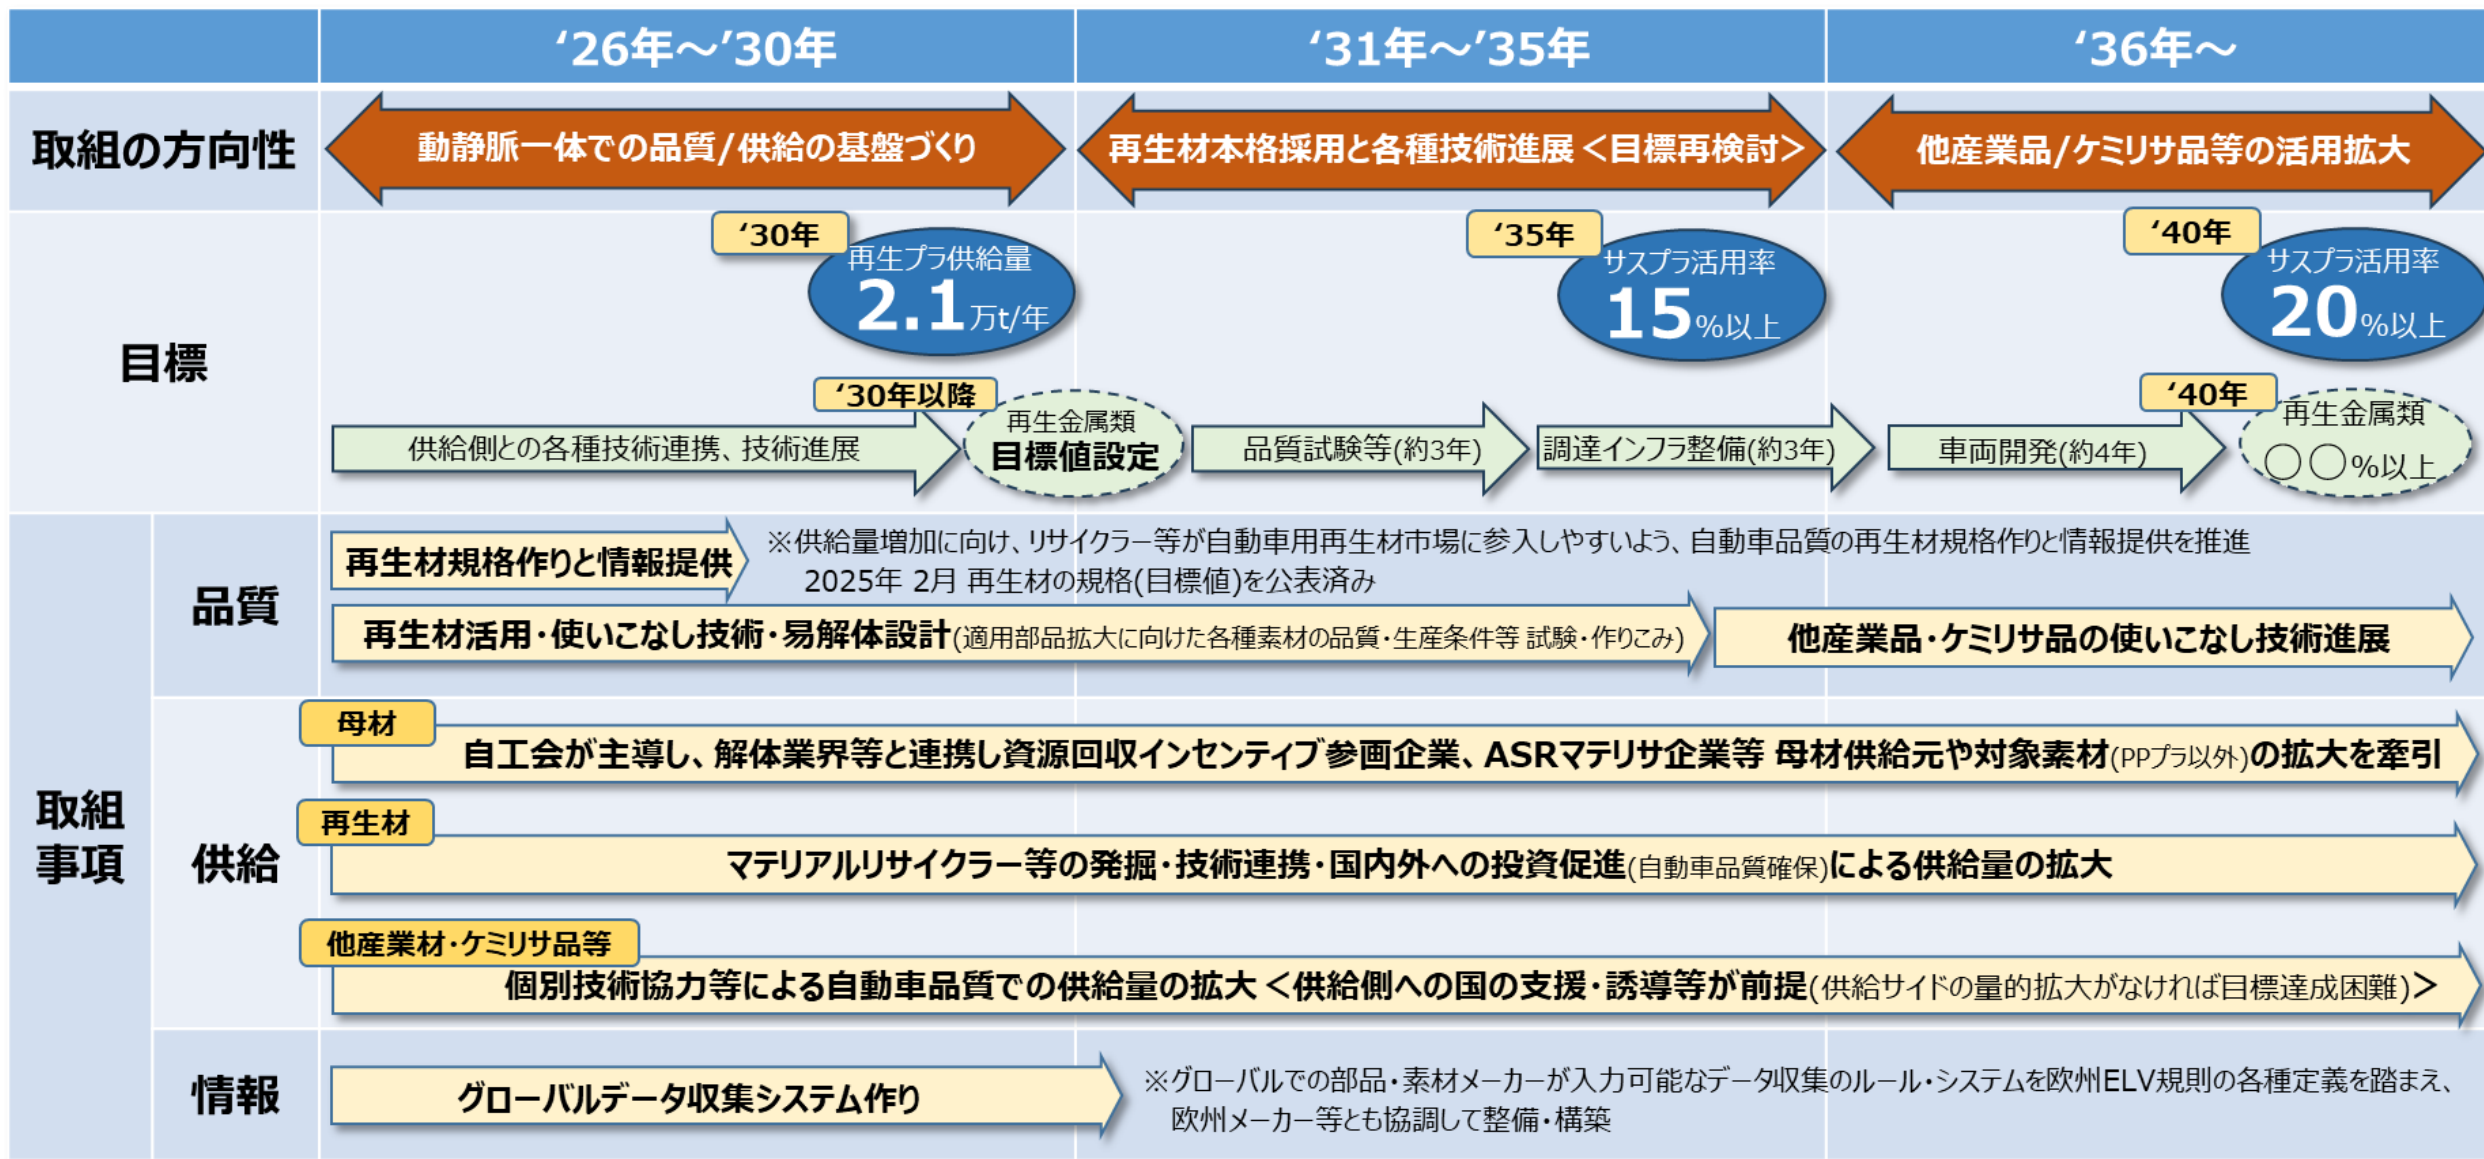 ‘26年～’30年
‘31年～’35年
‘36年～
取組の方向性
動静脈一体での品質/供給の基盤づくり
再生材本格採用と各種技術進展＜目標再検討＞
他産業品/ケミリサ品等の活用拡大
目標
‘30年
再生プラ供給量
2.1万t/年
‘35年
サスプラ活用率
15%以上
‘40年
サスプラ活用率
20%以上
供給側との各種技術連携、技術進展
‘30年以降
再生金属類
目標値設定
品質試験等(約3年)
調達インフラ整備(約3年)
車両開発(約4年)
‘40年
再生金属類
〇〇%以上
取組
事項
品質
再生材規格作りと情報提供
※供給量増加に向け、リサイクラー等が自動車用再生材市場に参入しやすいよう、自動車品質の再生材規格作りと情報提供を推進
2025年 2月 再生材の規格(目標値)を公表済み
再生材活用・使いこなし技術・易解体設計(適用部品拡大に向けた各種素材の品質・生産条件等 試験・作りこみ)
他産業品・ケミリサ品の使いこなし技術進展
供給
母材
自工会が主導し、解体業界等と連携し資源回収インセンティブ参画企業、ASRマテリサ企業等 母材供給元や対象素材(PPプラ以外)の拡大を牽引
再生材
マテリアルリサイクラー等の発掘・技術連携・国内外への投資促進(自動車品質確保)による供給量の拡大
他産業材・ケミリサ品等
個別技術協力等による自動車品質での供給量の拡大＜供給側への国の支援・誘導等が前提(供給サイドの量的拡大がなければ目標達成困難)＞
情報
グローバルデータ収集システム作り
※グローバルでの部品・素材メーカーが入力可能なデータ収集のルール・システムを欧州ELV規則の各種定義を踏まえ、
欧州メーカー等とも協調して整備・構築